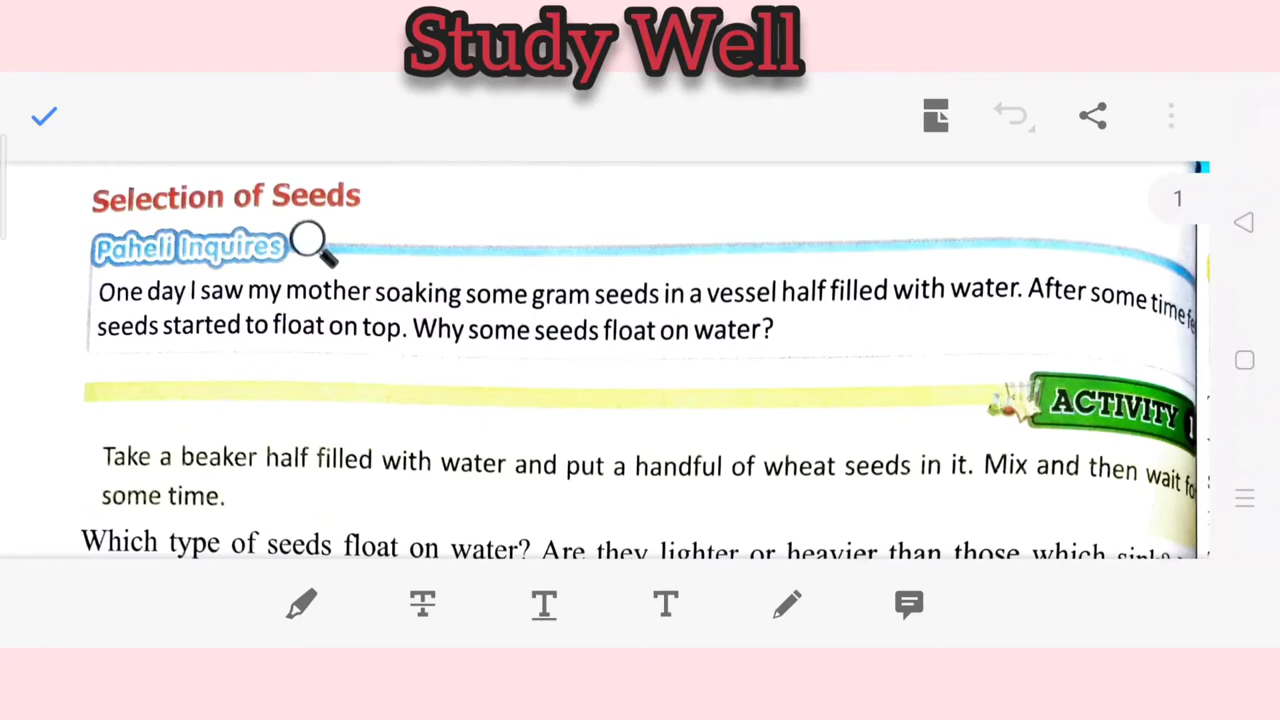 Study Well
1
Selection of Seeds
Paheli Inquires
One day I saw my mother soaking some gram seeds in a vessel half filled with water. After some time
seeds started to float on top. Why some seeds float on water?
ACTIVITY 1
Take a beaker half filled with water and put a handful of wheat seeds in it. Mix and then wait
some time.
Which type of seeds float on water? Are they lighter or heavier than those which
T
T
T